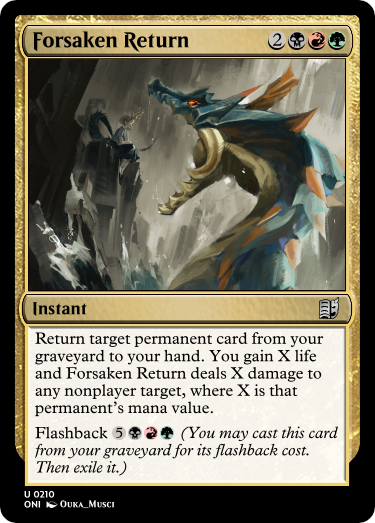 Forsaken Return 2
Instant
Return target permanent card from your
graveyard to your hand. You gain X life
and Forsaken Return deals X damage to
any nonplayer target, where X is that
permanent's mana value.
Flashback 5 (You may cast this card
from your graveyard for its flashback cost.
Then exile it.)
U 0210
ONI Ouka_Musci